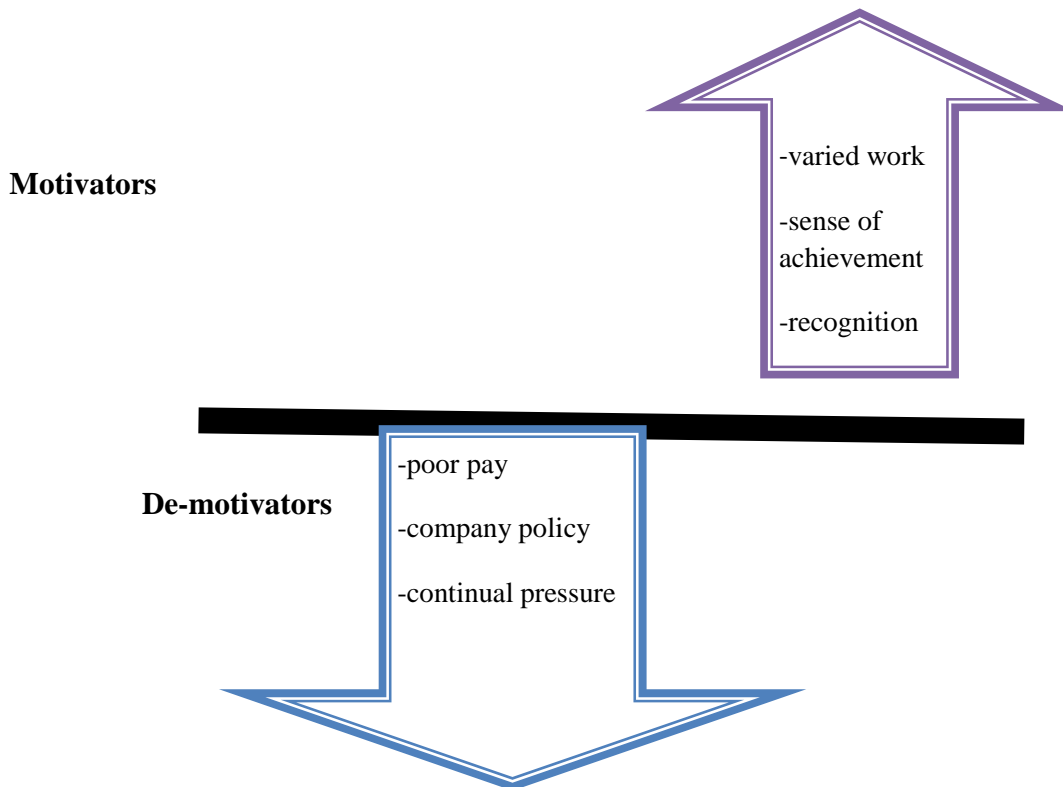 Motivators
-varied work
-sense of
achievement
-recognition
De-motivators
-poor pay
-company policy
-continual pressure